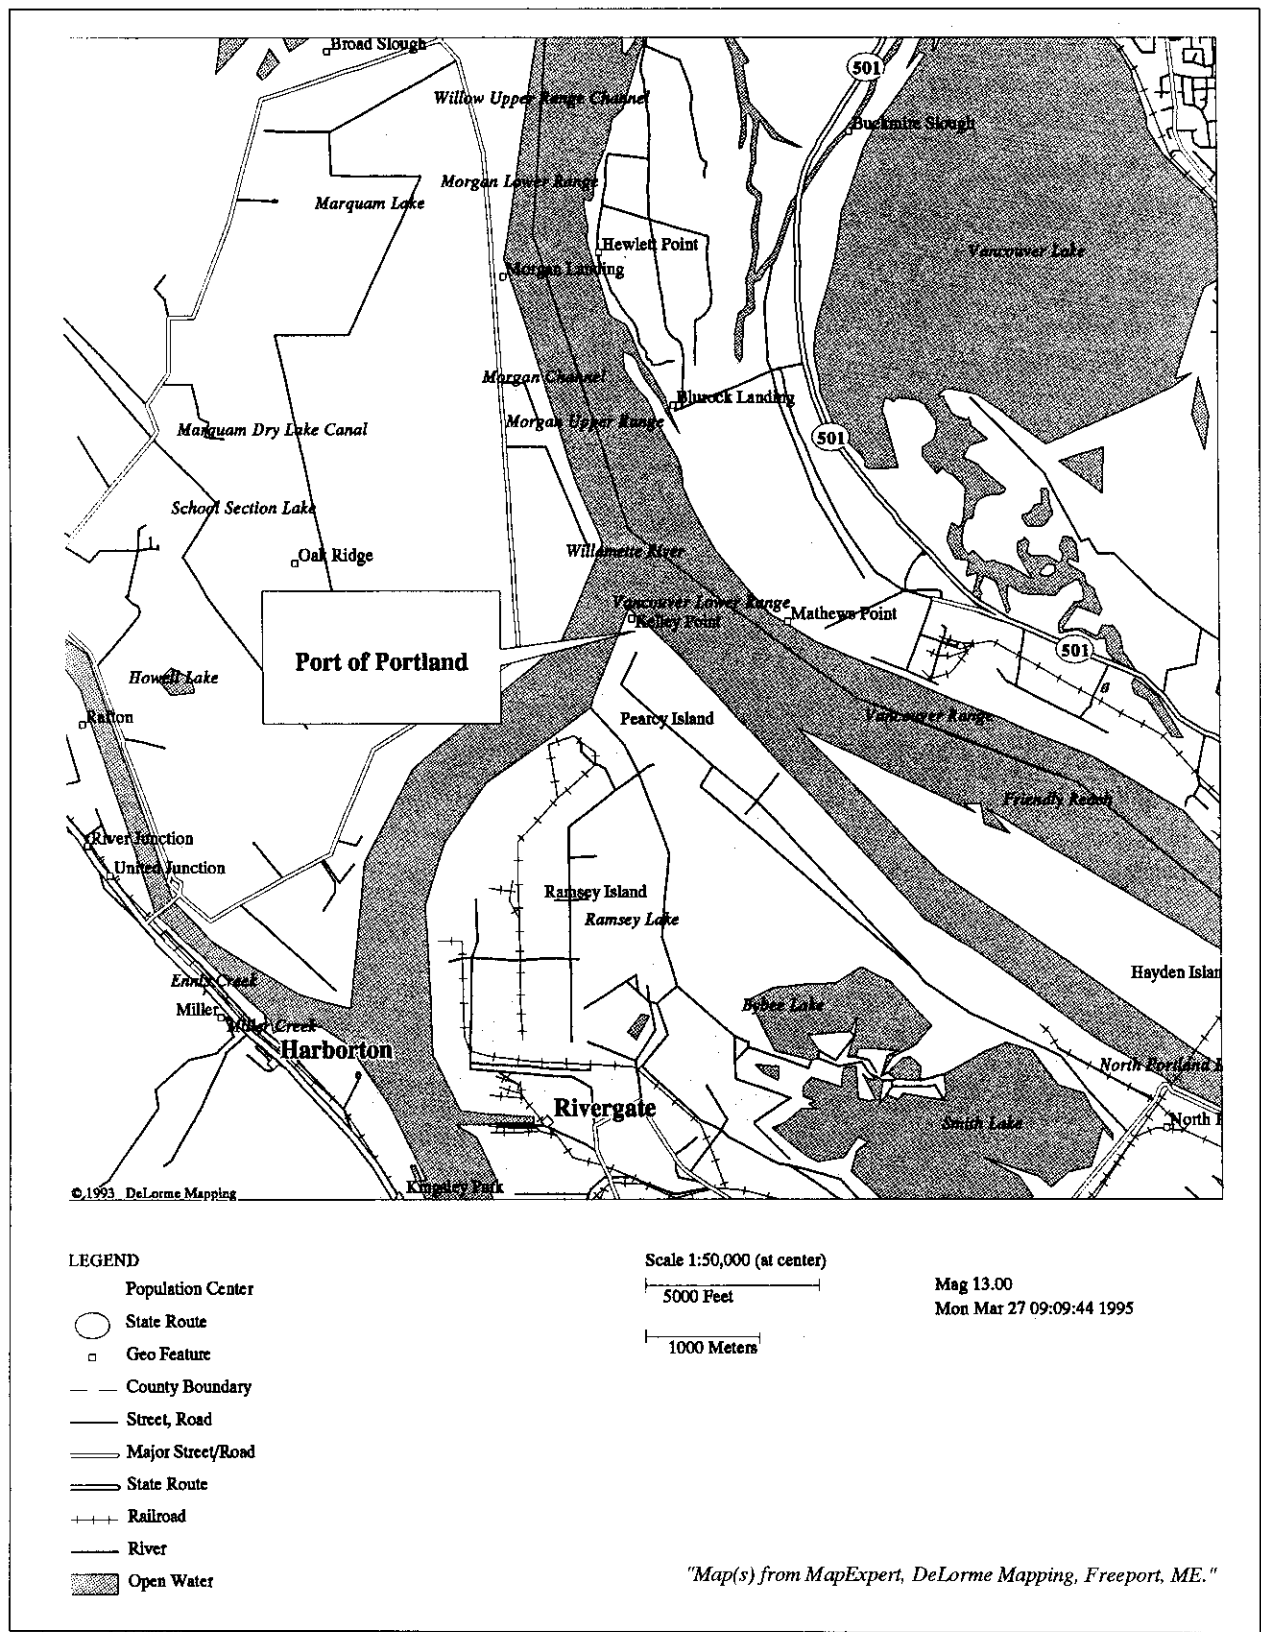 Broad Slough
501
Willow Upper Range Channel
Buckmire Slough
Morgan Lower Range
Marquam Lake
Hewlett Point
Vancouver Lake
Morgan Landing
Morgan Channel
Blurock Landing
Morgan Upper Range
Marquam Dry Lake Canal
501
School Section Lake
Willamette River
Oak Ridge
Vancouver Lower Range
Mathews Point
Kelley Point
Port of Portland
501
Howell Lake
Rafton
Pearcy Island
Vancouver Range
Friendly Reach
River Junction
United Junction
Ramsey Island
Ramsey Lake
Hayden Islan
Ennis Creek
Bybee Lake
Miller
Miller Creek
Harborton
North Portland
Rivergate
Smith Lake
North
Kingsley Park
© 1993 DeLorme Mapping
LEGEND
Population Center
State Route
Geo Feature
County Boundary
Street, Road
Major Street/Road
State Route
Railroad
River
Open Water
Scale 1:50,000 (at center)
5000 Feet
1000 Meters
Mag 13.00
Mon Mar 27 09:09:44 1995
"Map(s) from MapExpert, DeLorme Mapping, Freeport, ME."